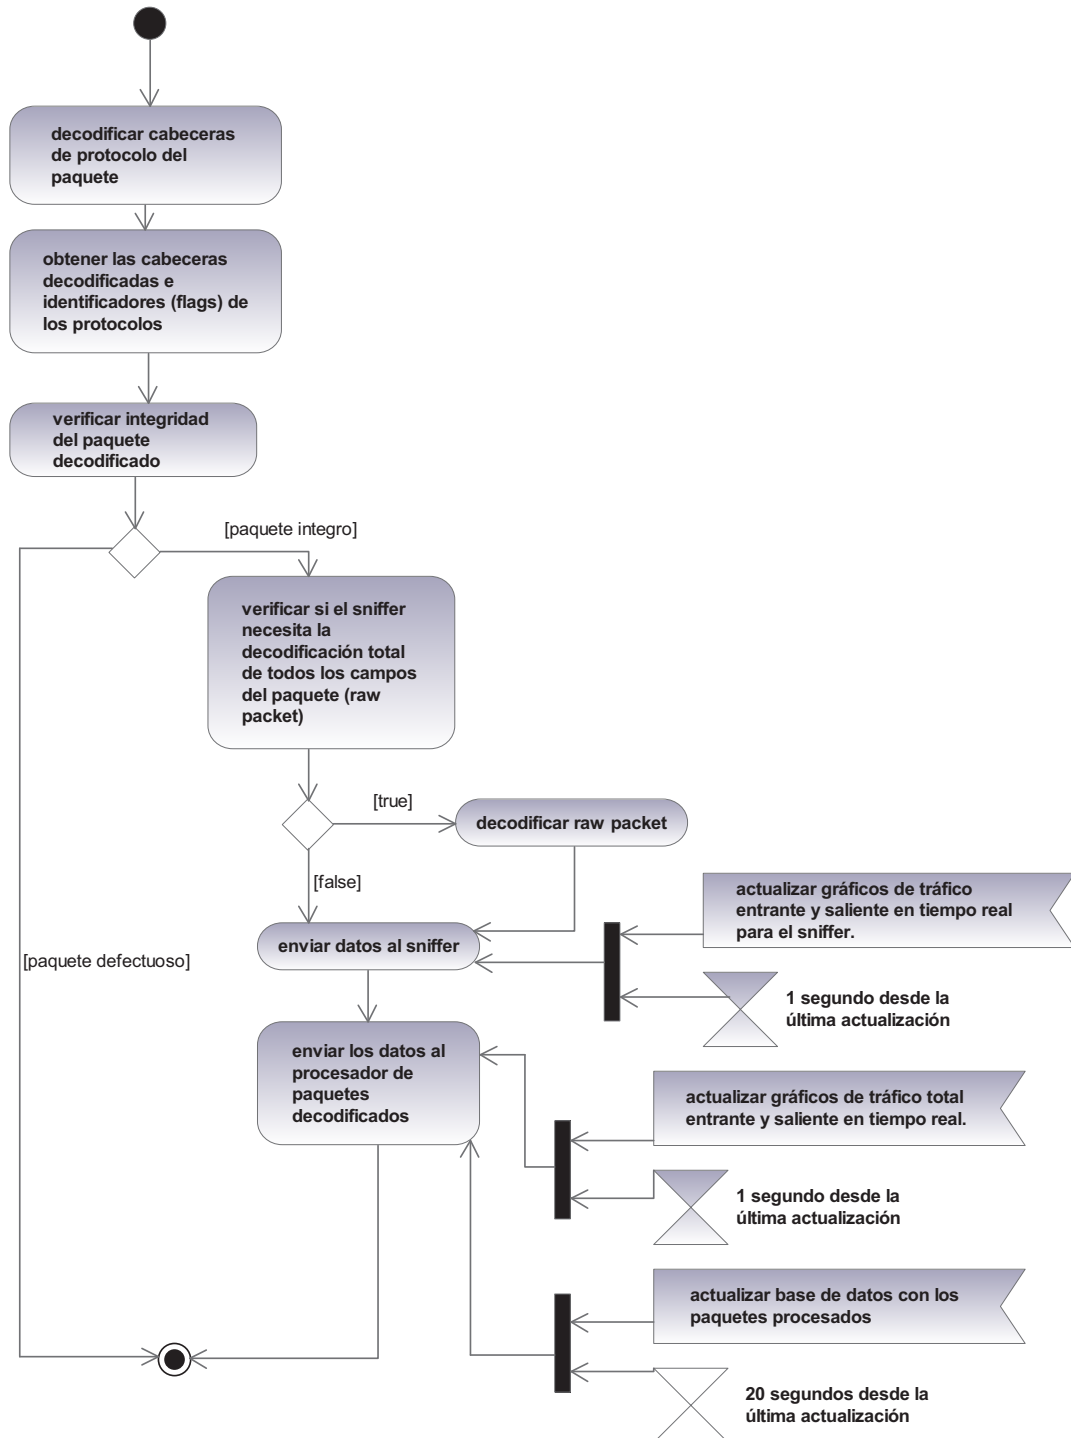 decodificar cabeceras
de protocolo del
paquete
obtener las cabeceras
decodificadas e
identificadores (flags) de
los protocolos
verificar integridad
del paquete
decodificado
[paquete integro]
verificar si el sniffer
necesita la
decodificación total
de todos los campos
del paquete (raw
packet)
[true]
decodificar raw packet
[false]
actualizar gráficos de tráfico
entrante y saliente en tiempo real
para el sniffer.
enviar datos al sniffer
[paquete defectuoso]
1 segundo desde la
última actualización
enviar los datos al
procesador de
paquetes
decodificados
actualizar gráficos de tráfico total
entrante y saliente en tiempo real.
1 segundo desde la
última actualización
actualizar base de datos con los
paquetes procesados
20 segundos desde la
última actualización